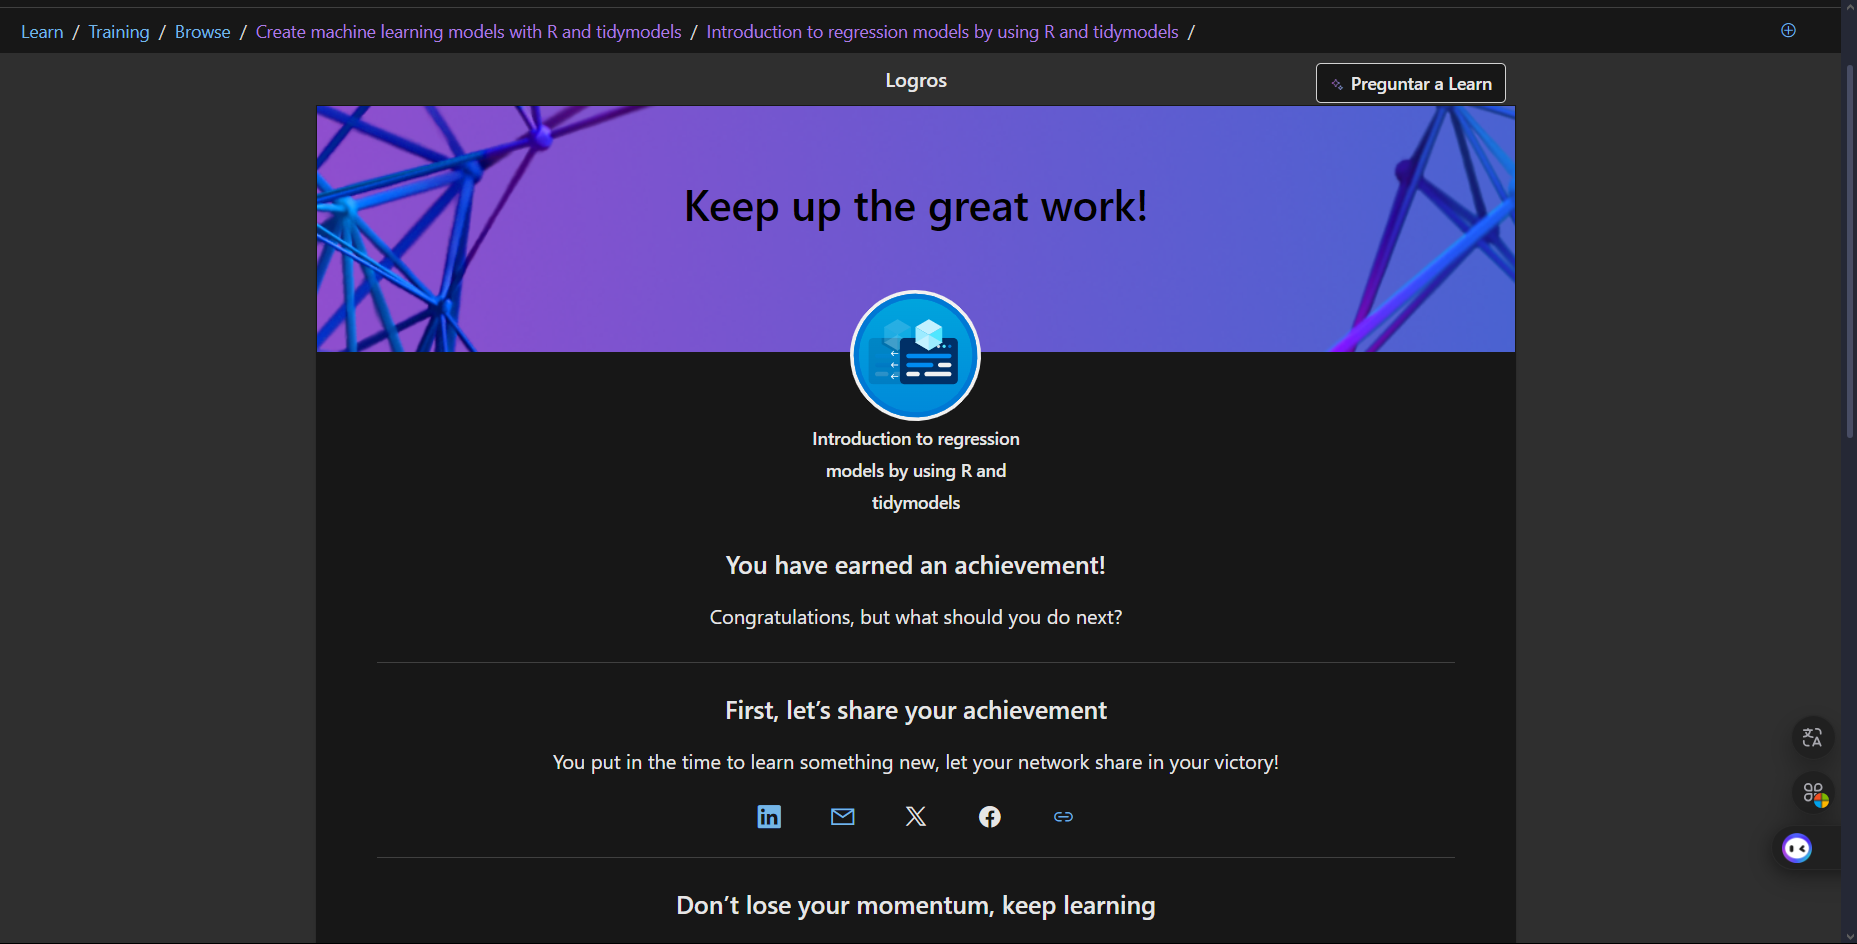 Learn / Training / Browse / Create machine learning models with R and tidymodels / Introduction to regression models by using R and tidymodels /
Logros
Preguntar a Learn
Keep up the great work!
Introduction to regression
models by using R and
tidymodels
You have earned an achievement!
Congratulations, but what should you do next?
First, let’s share your achievement
You put in the time to learn something new, let your network share in your victory!
Don’t lose your momentum, keep learning